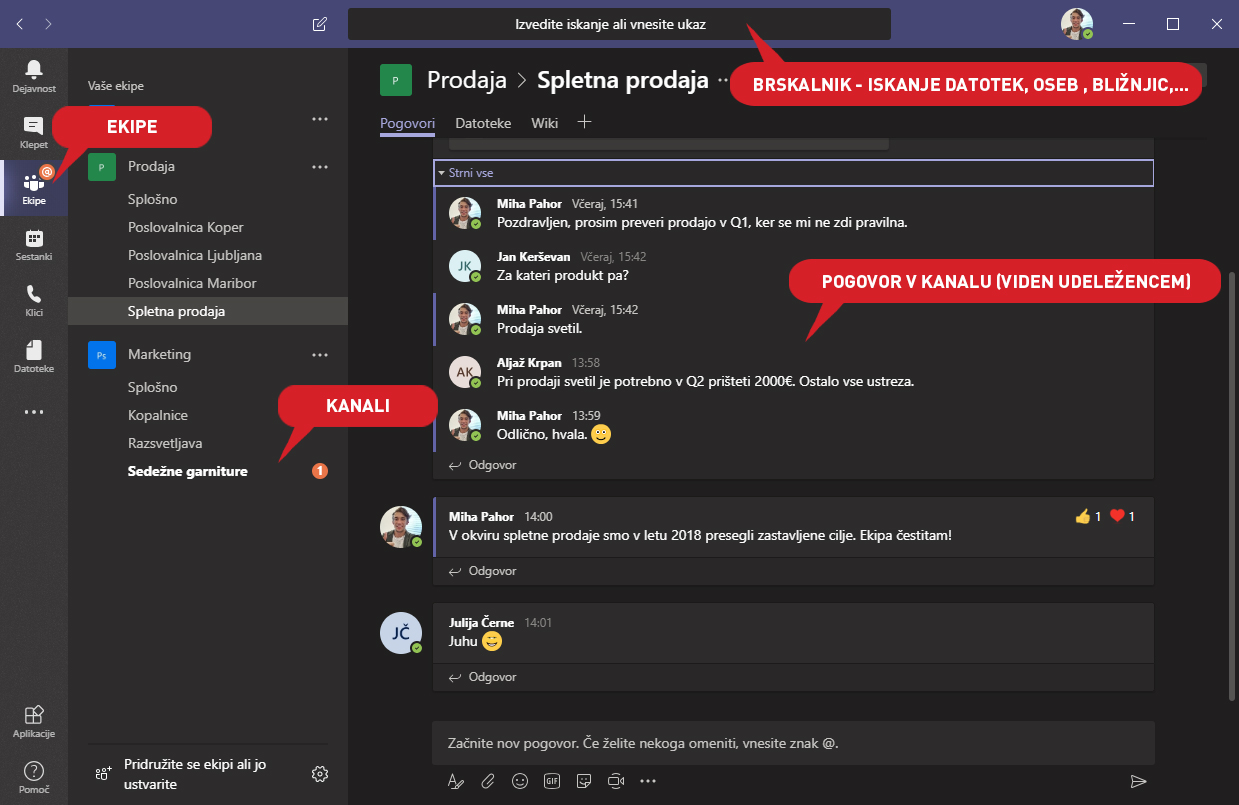 Izvedite iskanje ali vnesite ukaz
BRSKALNIK - ISKANJE DATOTEK, OSEB , BLIŽNJIC,...
Dejavnost
Klepet
@
Ekipe
Sestanki
Klici
Datoteke
Aplikacije
Pomoč
Vaše ekipe
EKIPE
P
Prodaja
Splošno
Poslovalnica Koper
Poslovalnica Ljubljana
Poslovalnica Maribor
Spletna prodaja
Ps
Marketing
Splošno
Kopalnice
Razsvetljava
Sedežne garniture 1
KANALI
Pridružite se ekipi ali jo
ustvarite
P
Prodaja > Spletna prodaja ...
Pogovori Datoteke Wiki +
Strni vse
Miha Pahor Včeraj, 15:41
Pozdravljen, prosim preveri prodajo v Q1, ker se mi ne zdi pravilna.
JK
Jan Kerševan Včeraj, 15:42
Za kateri produkt pa?
POGOVOR V KANALU (VIDEN UDELEŽENCEM)
Miha Pahor Včeraj, 15:42
Prodaja svetil.
AK
Aljaž Krpan 13:58
Pri prodaji svetil je potrebno v Q2 prišteti 2000€. Ostalo vse ustreza.
Miha Pahor 13:59
Odlično, hvala. 🙂
Odgovor
Miha Pahor 14:00 👍 1 ❤️ 1
V okviru spletne prodaje smo v letu 2018 presegli zastavljene cilje. Ekipa čestitam!
Odgovor
JČ
Julija Černe 14:01
Juhu 😄
Odgovor
Začnite nov pogovor. Če želite nekoga omeniti, vnesite znak @.
GIF